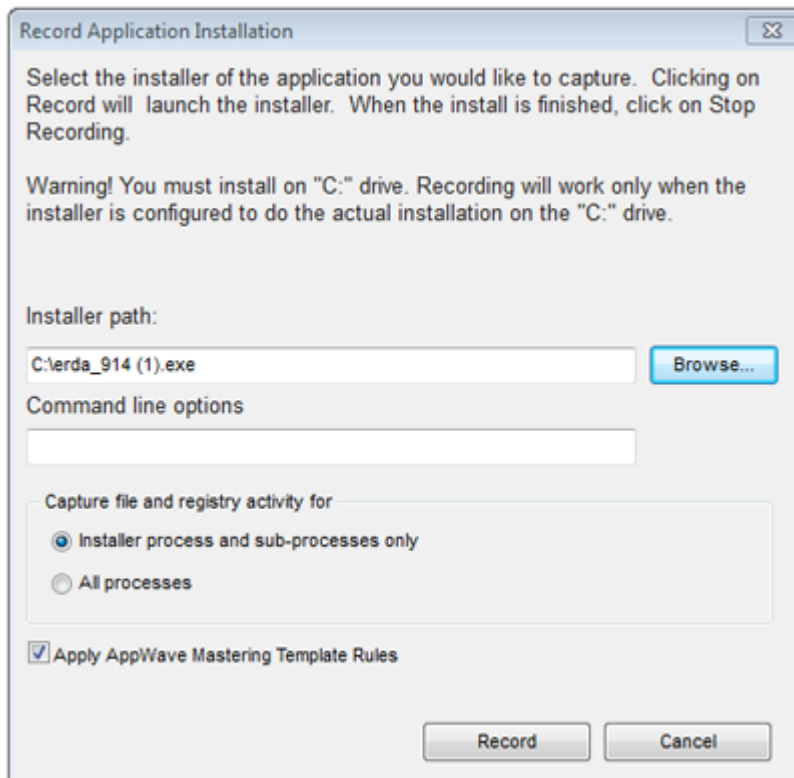 Record Application Installation
Select the installer of the application you would like to capture. Clicking on
Record will launch the installer. When the install is finished, click on Stop
Recording.
Warning! You must install on "C:" drive. Recording will work only when the
installer is configured to do the actual installation on the "C:" drive.
Installer path:
C:\erda_914 (1).exe
Browse...
Command line options
Capture file and registry activity for
Installer process and sub-processes only
All processes
Apply AppWave Mastering Template Rules
Record
Cancel